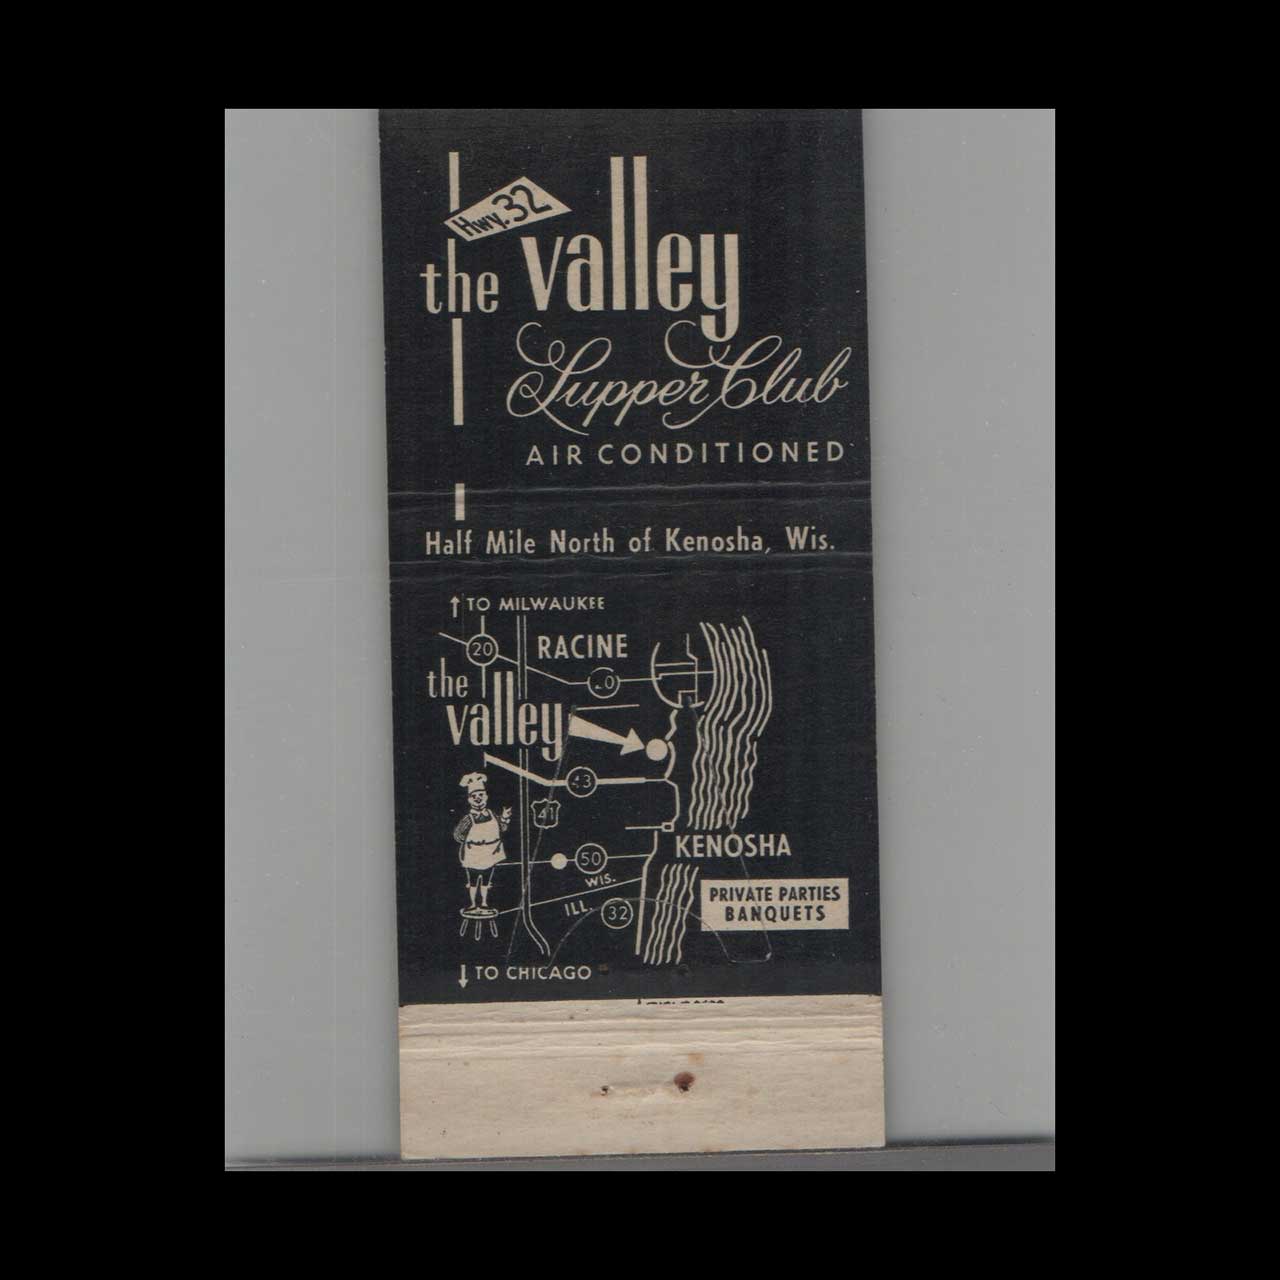 Hwy. 32
the valley
Supper Club
AIR CONDITIONED
Half Mile North of Kenosha, Wis.
TO MILWAUKEE
20
RACINE
the
valley
43
41
KENOSHA
50
WIS.
ILL.
32
PRIVATE PARTIES
BANQUETS
TO CHICAGO